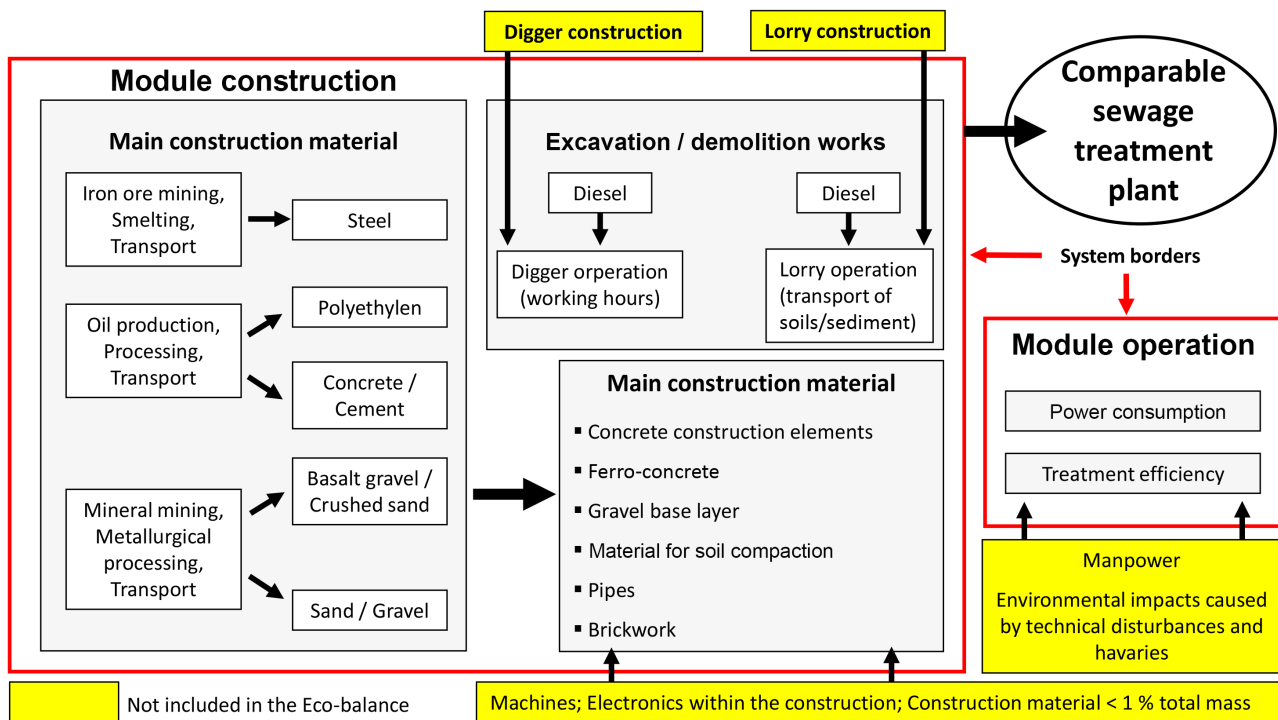 Digger construction
Lorry construction
Module construction
Main construction material
Iron ore mining,
Smelting,
Transport
Steel
Oil production,
Processing,
Transport
Polyethylen
Concrete /
Cement
Mineral mining,
Metallurgical
processing,
Transport
Basalt gravel /
Crushed sand
Sand / Gravel
Excavation / demolition works
Diesel
Diesel
Digger orperation
(working hours)
Lorry operation
(transport of
soils/sediment)
Main construction material
▪ Concrete construction elements
▪ Ferro-concrete
▪ Gravel base layer
▪ Material for soil compaction
▪ Pipes
▪ Brickwork
Comparable
sewage
treatment
plant
System borders
Module operation
Power consumption
Treatment efficiency
Manpower
Environmental impacts caused
by technical disturbances and
havaries
Not included in the Eco-balance
Machines; Electronics within the construction; Construction material < 1 % total mass